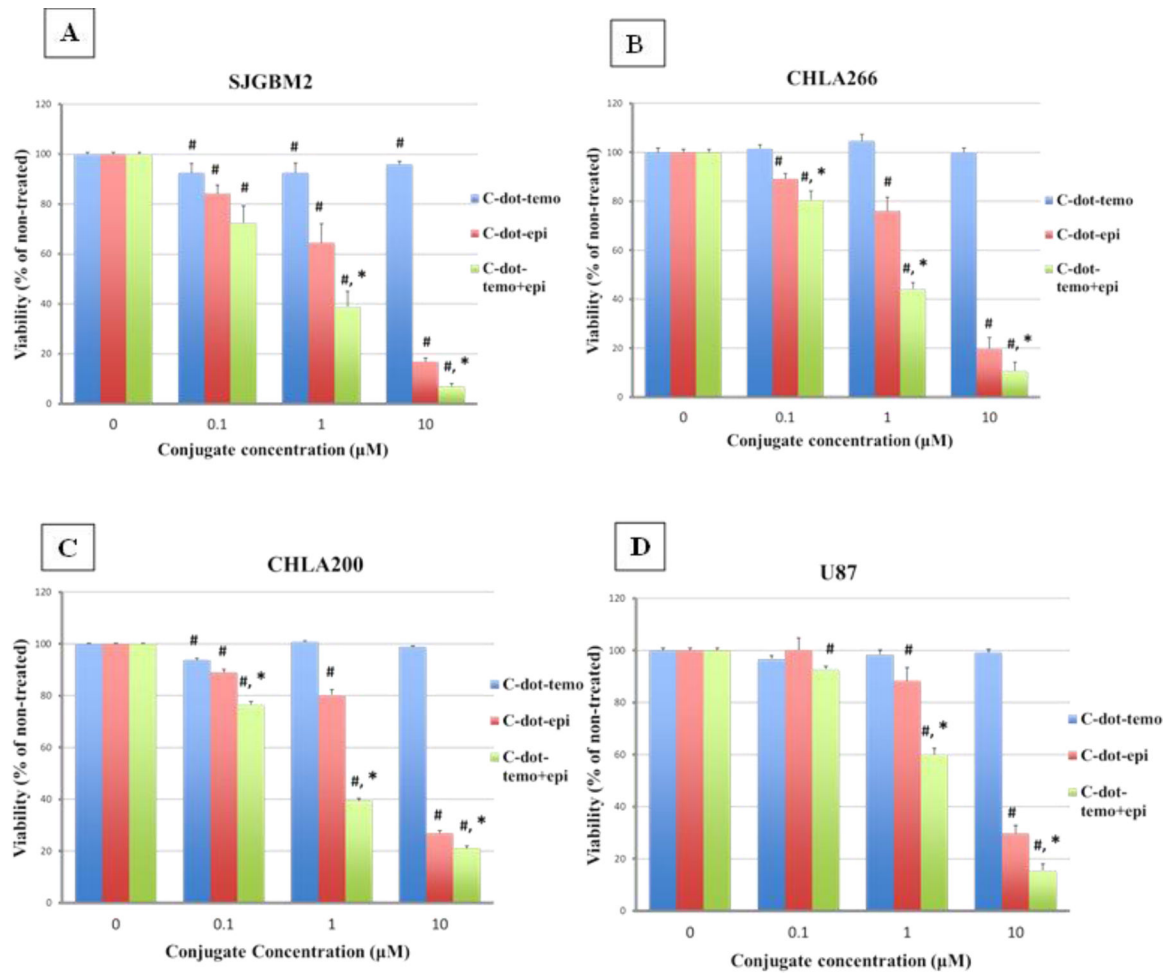 A
SJGBM2
Viability (% of non-treated)
120
100
80
60
40
20
0
# # #
# # #, *
# # #, *
0 0.1 1 10
Conjugate concentration (µM)
C-dot-temo
C-dot-epi
C-dot-
temo+epi
B
CHLA266
Viability (% of non-treated)
120
100
80
60
40
20
0
# #, *
# #, *
# #, *
0 0.1 1 10
Conjugate concentration (µM)
C-dot-temo
C-dot-epi
C-dot-
temo+epi
C
CHLA200
Viability (% of non-treated)
120
100
80
60
40
20
0
# # #, *
# #, *
# #, *
0 0.1 1 10
Conjugate Concentration (µM)
C-dot-temo
C-dot-epi
C-dot-
temo+epi
D
U87
Viability (% of non-treated)
120
100
80
60
40
20
0
#
# #, *
# #, *
0 0.1 1 10
Conjugate concentration (µM)
C-dot-temo
C-dot-epi
C-dot-
temo+epi